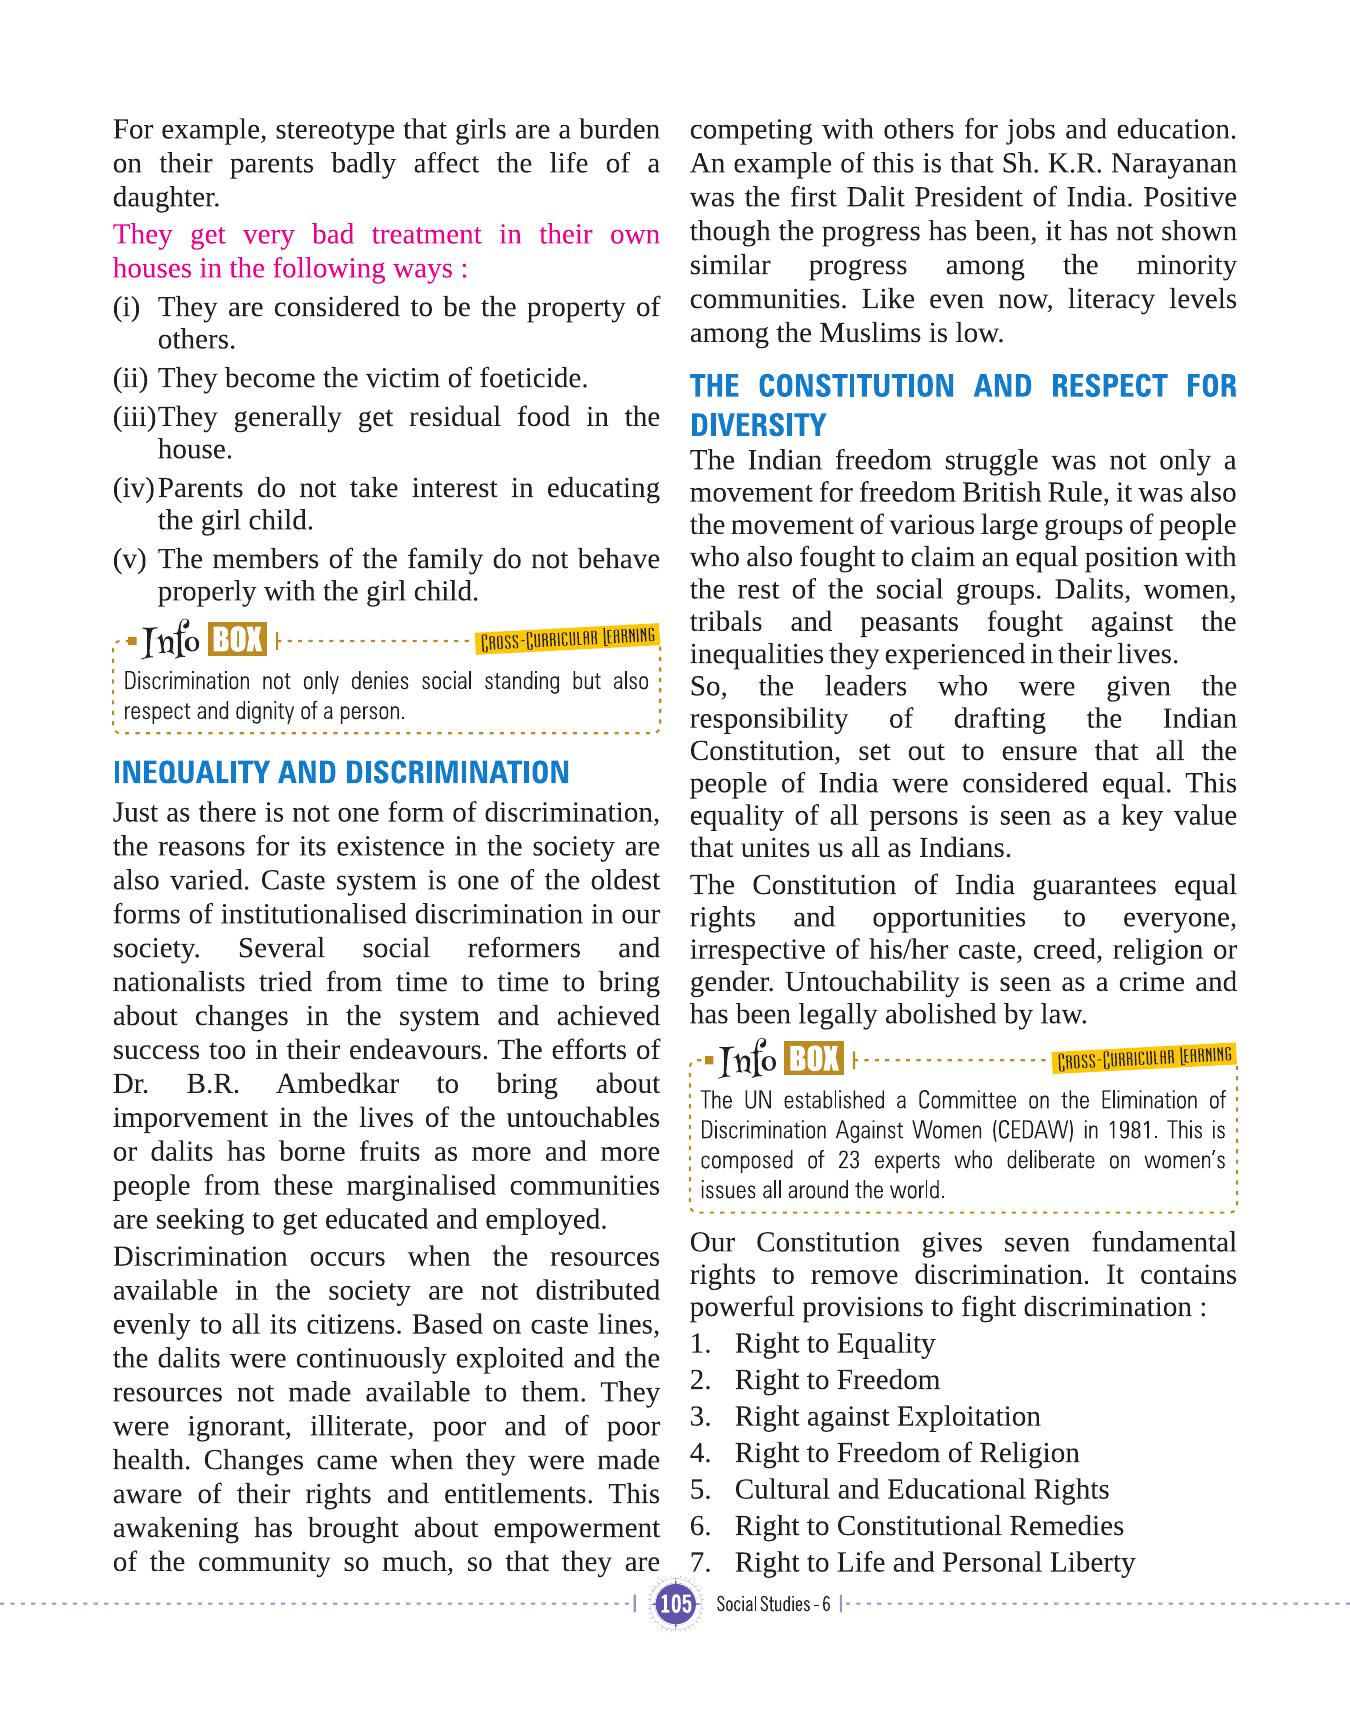 For example, stereotype that girls are a burden
on their parents badly affect the life of a
daughter.
They get very bad treatment in their own
houses in the following ways :
(i) They are considered to be the property of
others.
(ii) They become the victim of foeticide.
(iii)They generally get residual food in the
house.
(iv)Parents do not take interest in educating
the girl child.
(v) The members of the family do not behave
properly with the girl child.
Info BOX CROSS-CURRICULAR LEARNING
Discrimination not only denies social standing but also
respect and dignity of a person.
INEQUALITY AND DISCRIMINATION
Just as there is not one form of discrimination,
the reasons for its existence in the society are
also varied. Caste system is one of the oldest
forms of institutionalised discrimination in our
society. Several social reformers and
nationalists tried from time to time to bring
about changes in the system and achieved
success too in their endeavours. The efforts of
Dr. B.R. Ambedkar to bring about
imporvement in the lives of the untouchables
or dalits has borne fruits as more and more
people from these marginalised communities
are seeking to get educated and employed.
Discrimination occurs when the resources
available in the society are not distributed
evenly to all its citizens. Based on caste lines,
the dalits were continuously exploited and the
resources not made available to them. They
were ignorant, illiterate, poor and of poor
health. Changes came when they were made
aware of their rights and entitlements. This
awakening has brought about empowerment
of the community so much, so that they are
competing with others for jobs and education.
An example of this is that Sh. K.R. Narayanan
was the first Dalit President of India. Positive
though the progress has been, it has not shown
similar progress among the minority
communities. Like even now, literacy levels
among the Muslims is low.
THE CONSTITUTION AND RESPECT FOR
DIVERSITY
The Indian freedom struggle was not only a
movement for freedom British Rule, it was also
the movement of various large groups of people
who also fought to claim an equal position with
the rest of the social groups. Dalits, women,
tribals and peasants fought against the
inequalities they experienced in their lives.
So, the leaders who were given the
responsibility of drafting the Indian
Constitution, set out to ensure that all the
people of India were considered equal. This
equality of all persons is seen as a key value
that unites us all as Indians.
The Constitution of India guarantees equal
rights and opportunities to everyone,
irrespective of his/her caste, creed, religion or
gender. Untouchability is seen as a crime and
has been legally abolished by law.
Info BOX CROSS-CURRICULAR LEARNING
The UN established a Committee on the Elimination of
Discrimination Against Women (CEDAW) in 1981. This is
composed of 23 experts who deliberate on women's
issues all around the world.
Our Constitution gives seven fundamental
rights to remove discrimination. It contains
powerful provisions to fight discrimination :
1. Right to Equality
2. Right to Freedom
3. Right against Exploitation
4. Right to Freedom of Religion
5. Cultural and Educational Rights
6. Right to Constitutional Remedies
7. Right to Life and Personal Liberty
105 Social Studies - 6